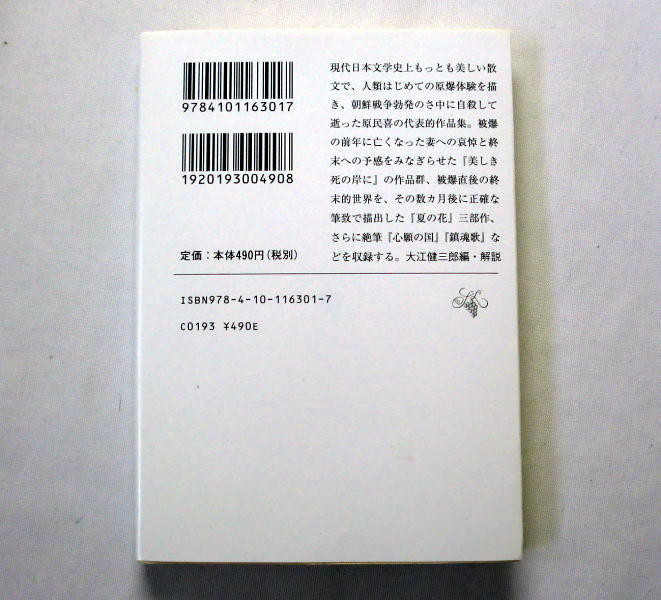 9784101163017
1920193004908
定価：本体490円（税別）
現代日本文学史上もっとも美しい散
文で、人類はじめての原爆体験を描
き、朝鮮戦争勃発のさ中に自殺して
逝った原民喜の代表的作品集。被爆
の前年に亡くなった妻への哀悼と終
末への予感をみなぎらせた『美しき
死の岸に』の作品群、被爆直後の終
末的世界を、その数カ月後に正確な
筆致で描出した『夏の花』三部作、
さらに絶筆『心願の国』『鎮魂歌』な
どを収録する。大江健三郎編・解説
ISBN978-4-10-116301-7
C0193 ¥490E